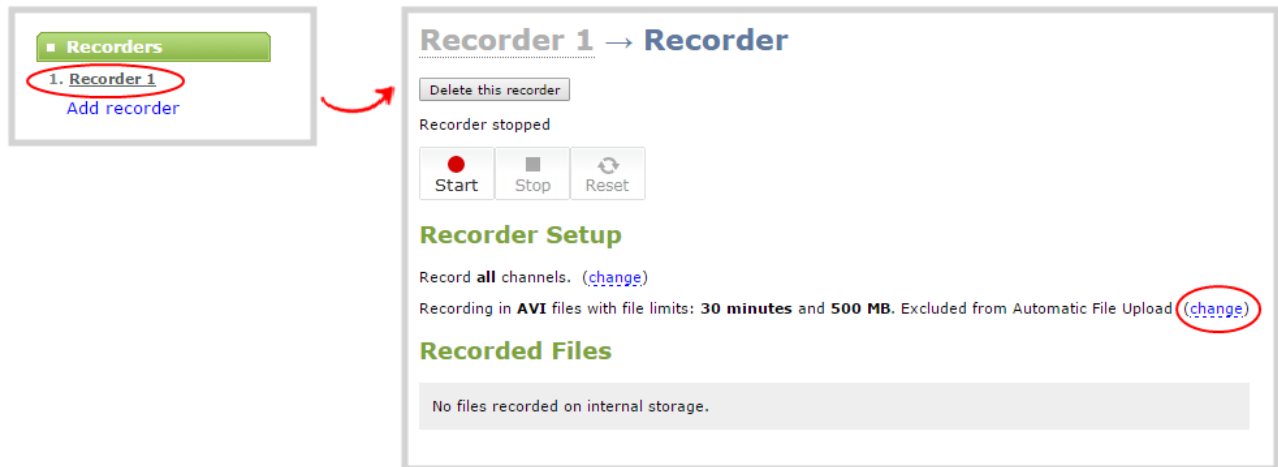 Recorders
1. Recorder 1
Add recorder
Recorder 1 → Recorder
Delete this recorder
Recorder stopped
Start Stop Reset
Recorder Setup
Record all channels. (change)
Recording in AVI files with file limits: 30 minutes and 500 MB. Excluded from Automatic File Upload (change)
Recorded Files
No files recorded on internal storage.